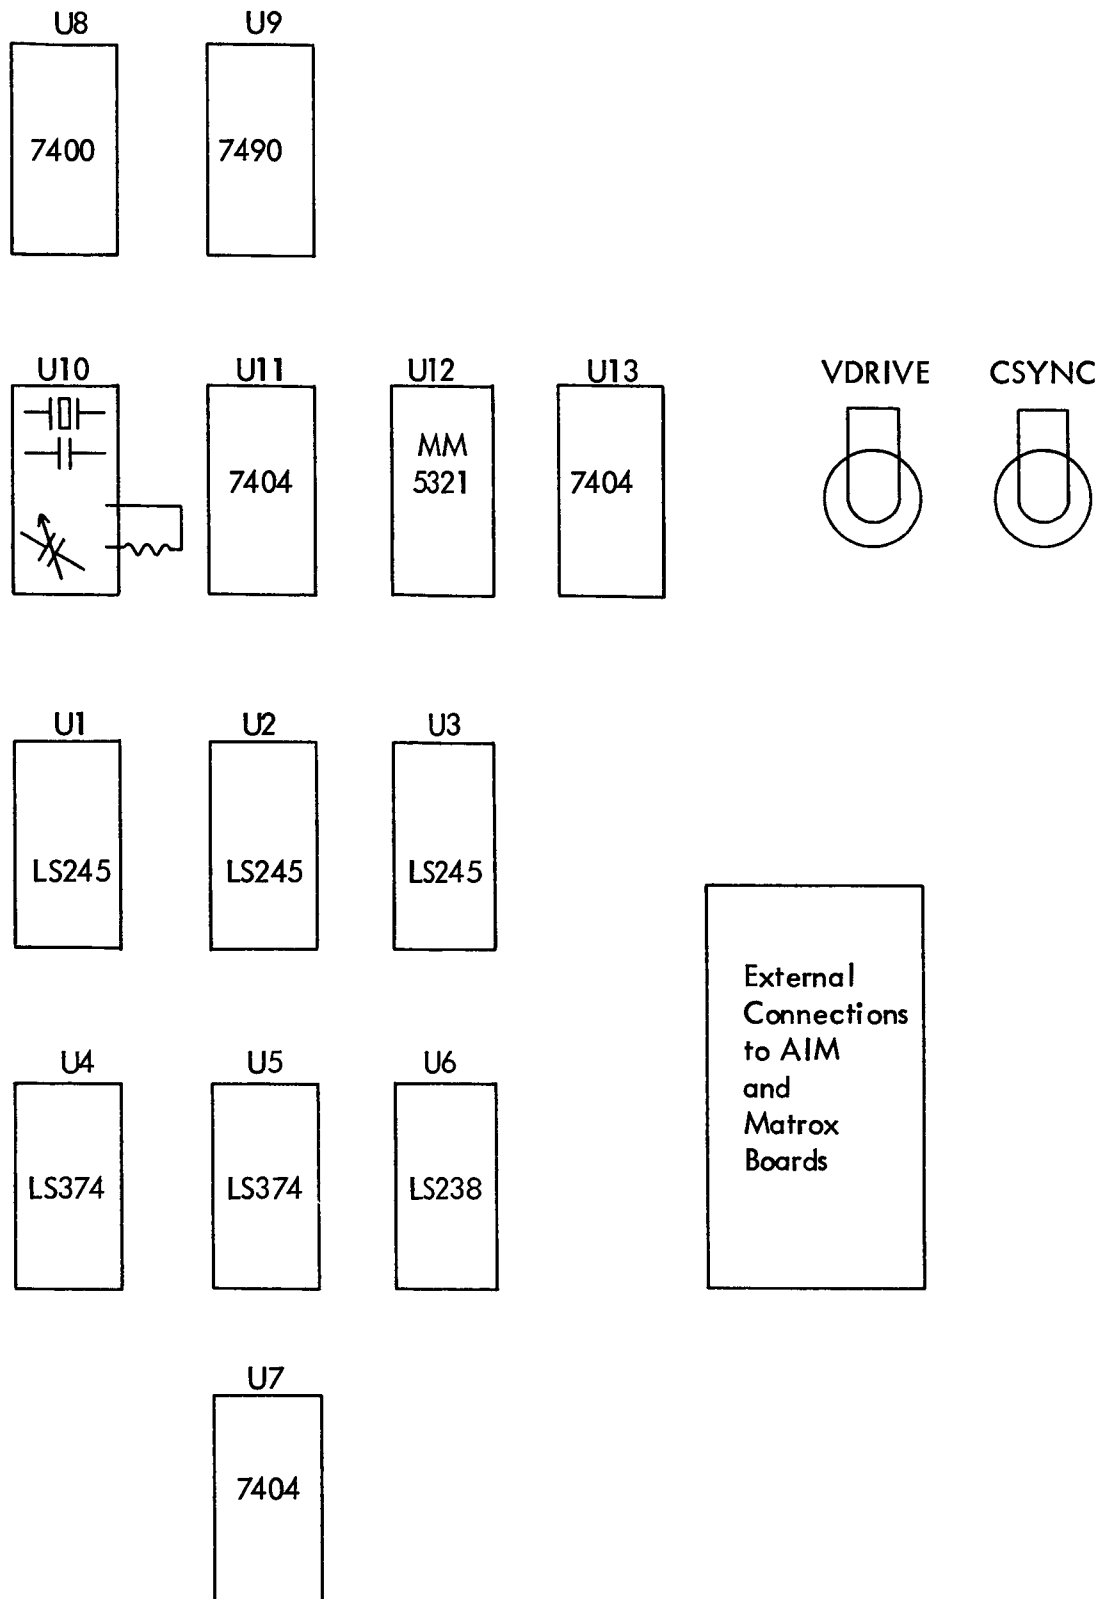 U8 U9
7400 7490
U10 U11 U12 U13 VDRIVE CSYNC
MM
7404 5321 7404
U1 U2 U3
LS245 LS245 LS245
External
Connections
to AIM
and
Matrox
Boards
U4 U5 U6
LS374 LS374 LS238
U7
7404